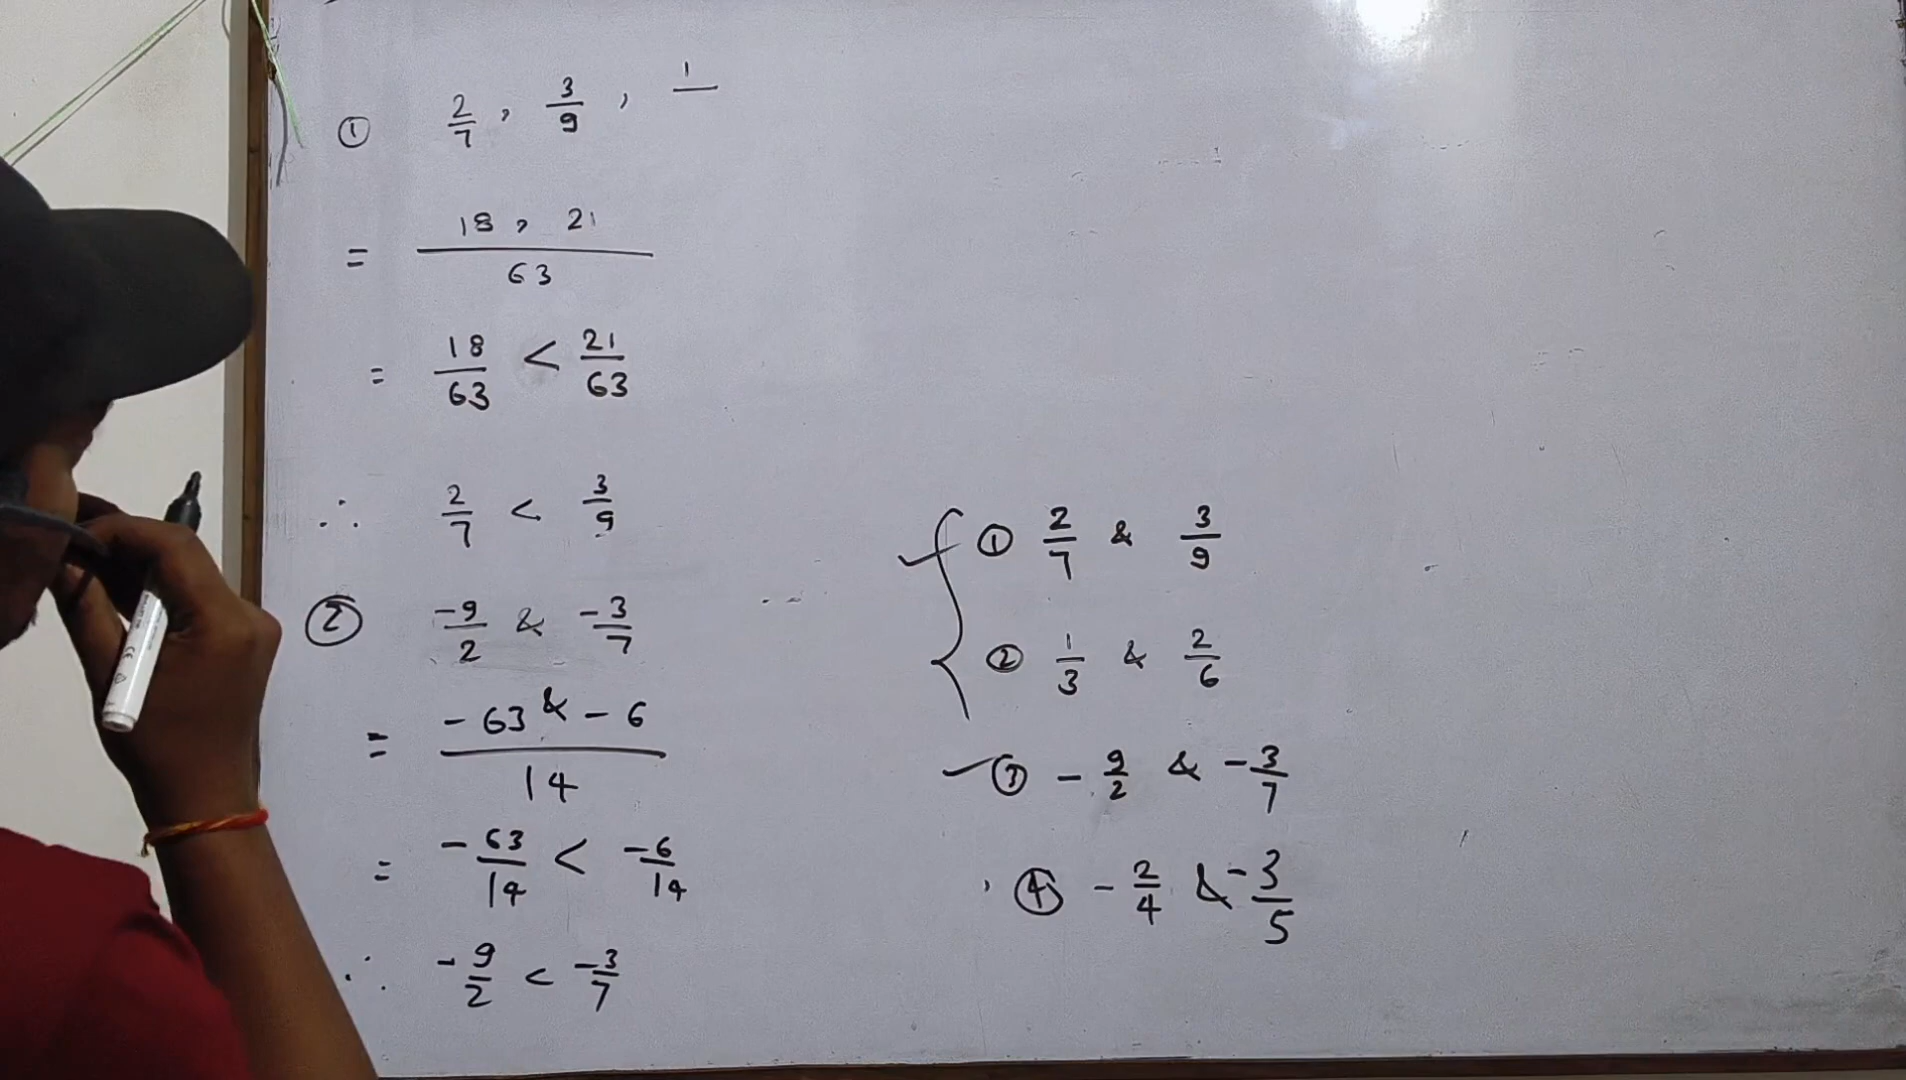 ① 2/7 , 3/9 , 1/
= 18 , 21 / 63
= 18/63 < 21/63
∴ 2/7 < 3/9
② -9/2 & -3/7
= -63 & -6 / 14
= -63/14 < -6/14
∴ -9/2 < -3/7
① 2/7 & 3/9
② 1/3 & 2/6
③ -9/2 & -3/7
④ -2/4 & -3/5